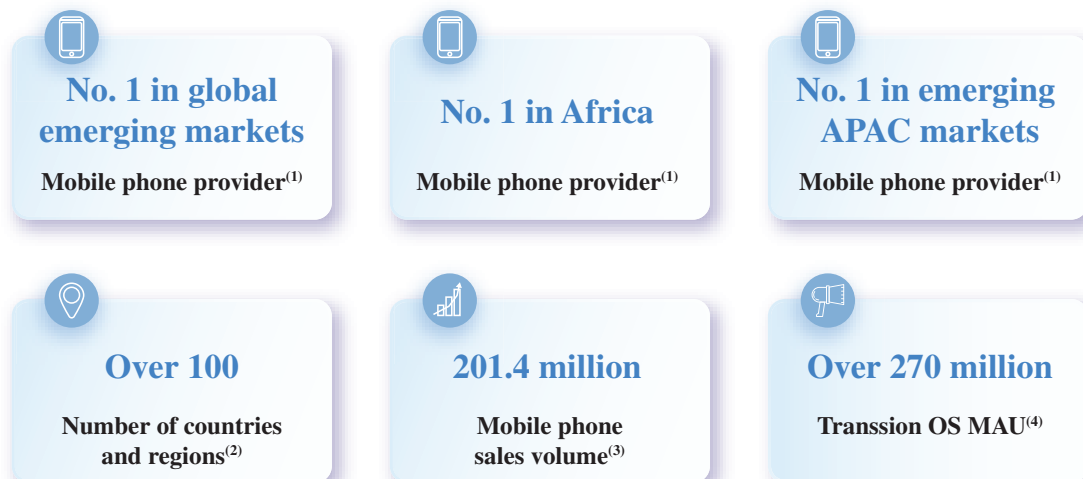 No. 1 in global
emerging markets
Mobile phone provider(1)
No. 1 in Africa
Mobile phone provider(1)
No. 1 in emerging
APAC markets
Mobile phone provider(1)
Over 100
Number of countries
and regions(2)
201.4 million
Mobile phone
sales volume(3)
Over 270 million
Transsion OS MAU(4)